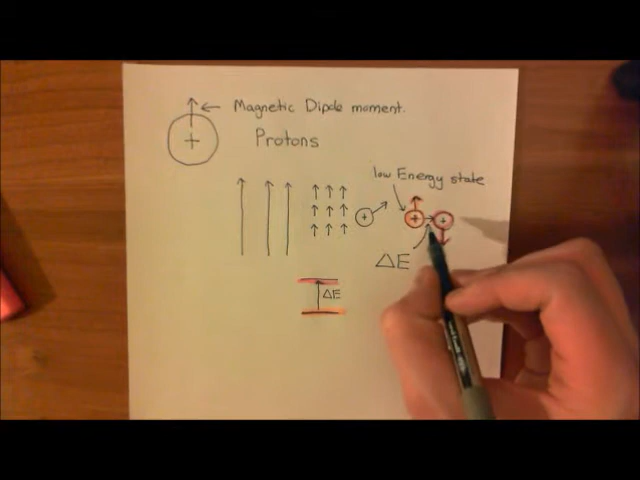 Magnetic Dipole moment.
+
Protons
low Energy state
+ + +
ΔE
ΔE